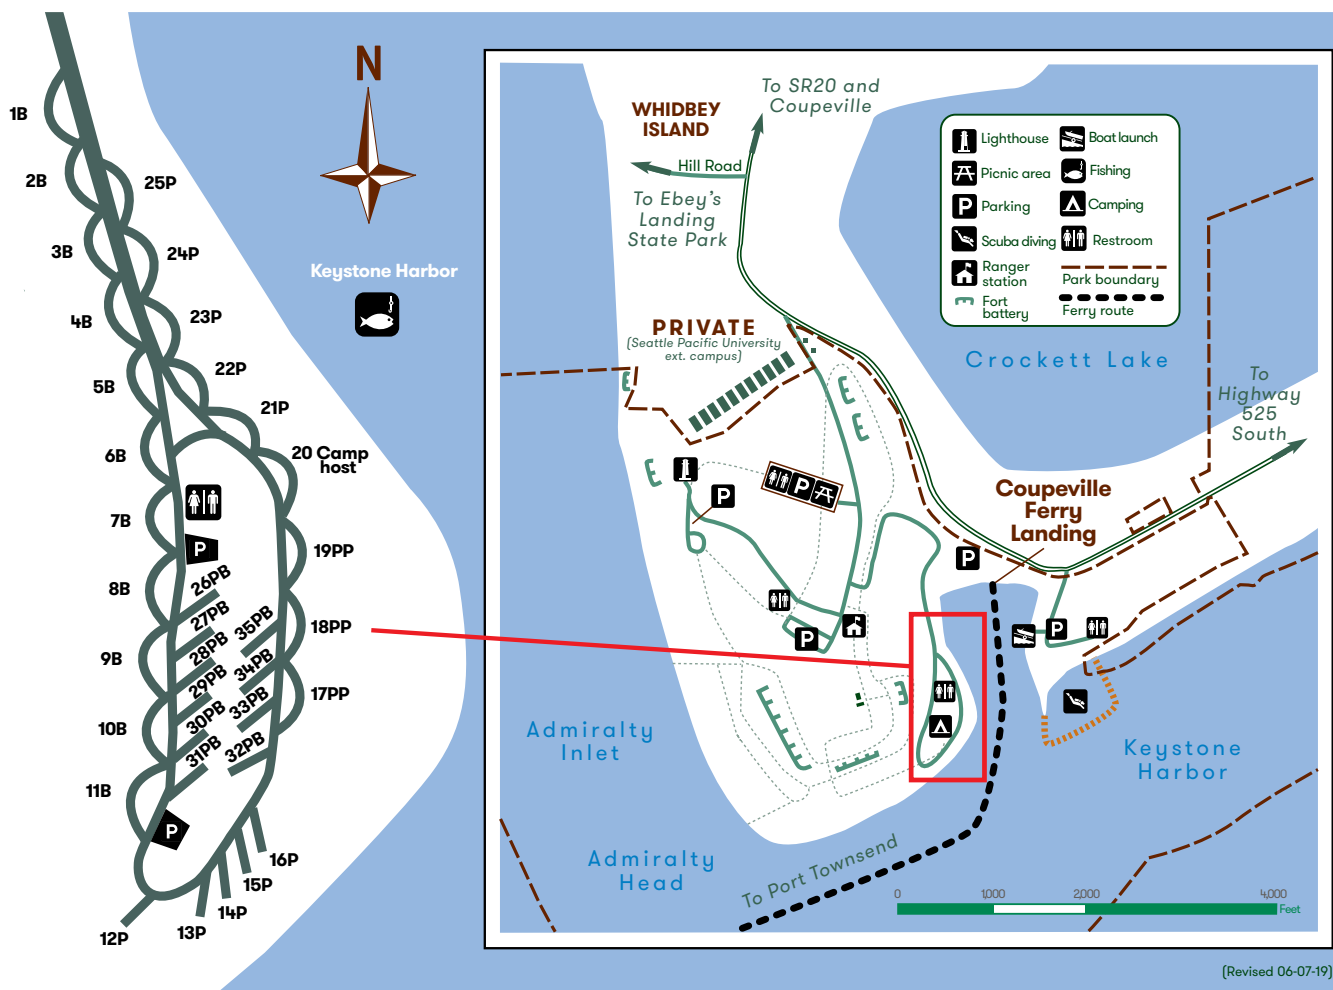 1B
2B
3B
4B
5B
6B
7B
8B
9B
10B
11B
12P
13P
14P
15P
16P
17PP
18PP
19PP
20 Camp
host
21P
22P
23P
24P
25P
26PB
27PB
28PB
29PB
30PB
31PB
32PB
33PB
34PB
35PB
P
P
N
Keystone Harbor
WHIDBEY
ISLAND
To SR20 and
Coupeville
Hill Road
To Ebey's
Landing
State Park
PRIVATE
(Seattle Pacific University
ext. campus)
Lighthouse
Boat launch
Picnic area
Fishing
P
Parking
Camping
Scuba diving
Restroom
Ranger
station
Park boundary
Fort
battery
Ferry route
Crockett Lake
To
Highway
525
South
Coupeville
Ferry
Landing
P
P
P
P
P
Admiralty
Inlet
Keystone
Harbor
Admiralty
Head
To Port Townsend
0
1,000
2,000
4,000
Feet
(Revised 06-07-19)